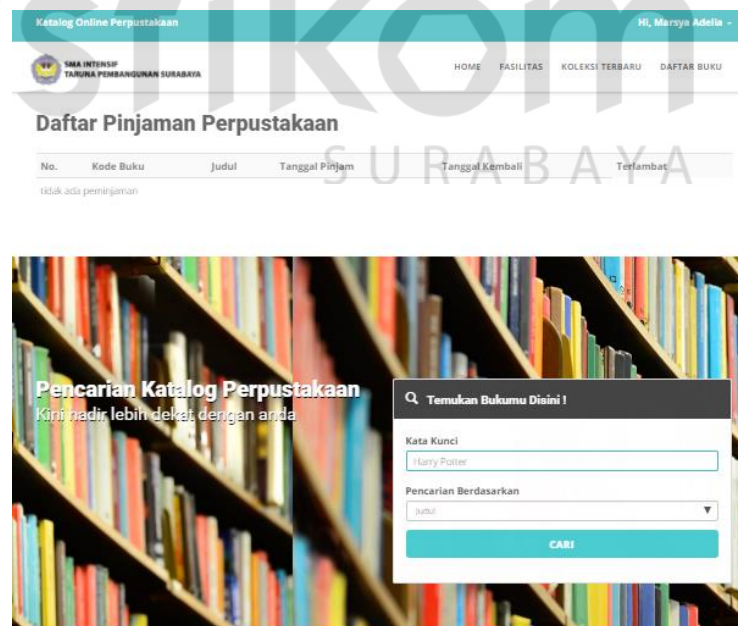 stikom
SURABAYA
Katalog Online Perpustakaan
Hi, Marsya Adelia
SMA INTENSIF
TARUNA PEMBANGUNAN SURABAYA
HOME FASILITAS KOLEKSI TERBARU DAFTAR BUKU
Daftar Pinjaman Perpustakaan
No. Kode Buku Judul Tanggal Pinjam Tanggal Kembali Terlambat
tidak ada peminjaman
Pencarian Katalog Perpustakaan
Kini hadir lebih dekat dengan anda
Temukan Bukumu Disini !
Kata Kunci
Harry Potter
Pencarian Berdasarkan
Judul
CARI